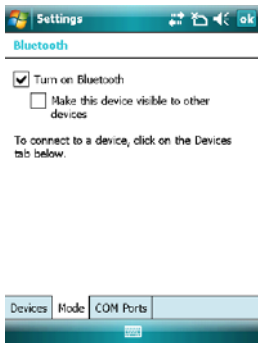 Settings
ok
Bluetooth
Turn on Bluetooth
Make this device visible to other
devices
To connect to a device, click on the Devices
tab below.
Devices Mode COM Ports